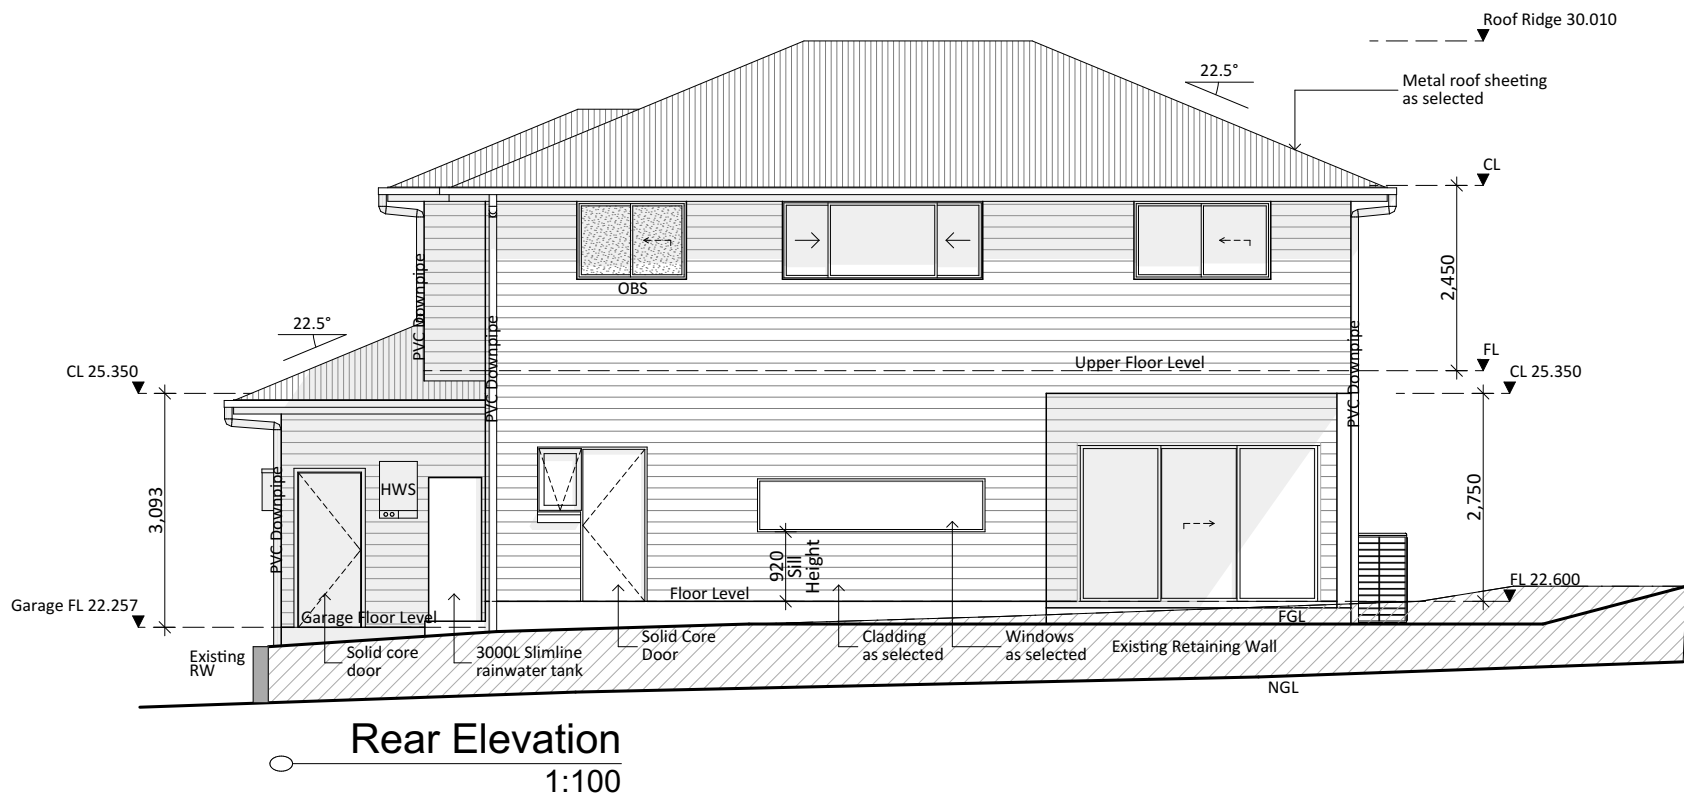 Roof Ridge 30.010
22.5°
Metal roof sheeting
as selected
CL
PVC Downpipe
OBS
2,450
22.5°
PVC Downpipe
PVC Downpipe
Upper Floor Level
FL
CL 25.350
CL 25.350
3,093
PVC Downpipe
HWS
920
Sill
Height
2,750
Floor Level
FL 22.600
Garage FL 22.257
Garage Floor Level
FGL
Existing
RW
Solid core
door
3000L Slimline
rainwater tank
Solid Core
Door
Cladding
as selected
Windows
as selected
Existing Retaining Wall
NGL
Rear Elevation
1:100